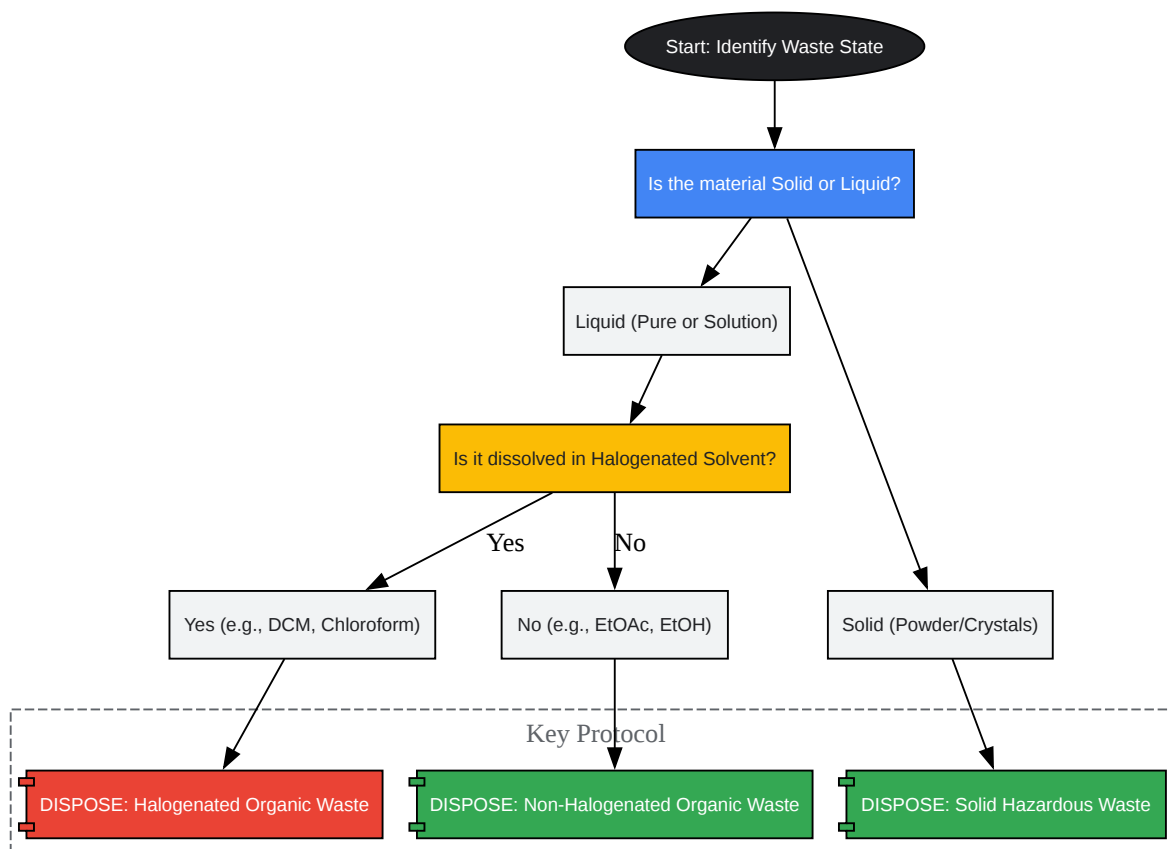 Start: Identify Waste State
Is the material Solid or Liquid?
Liquid (Pure or Solution)
Is it dissolved in Halogenated Solvent?
Yes
No
Yes (e.g., DCM, Chloroform)
No (e.g., EtOAc, EtOH)
Solid (Powder/Crystals)
Key Protocol
DISPOSE: Halogenated Organic Waste
DISPOSE: Non-Halogenated Organic Waste
DISPOSE: Solid Hazardous Waste